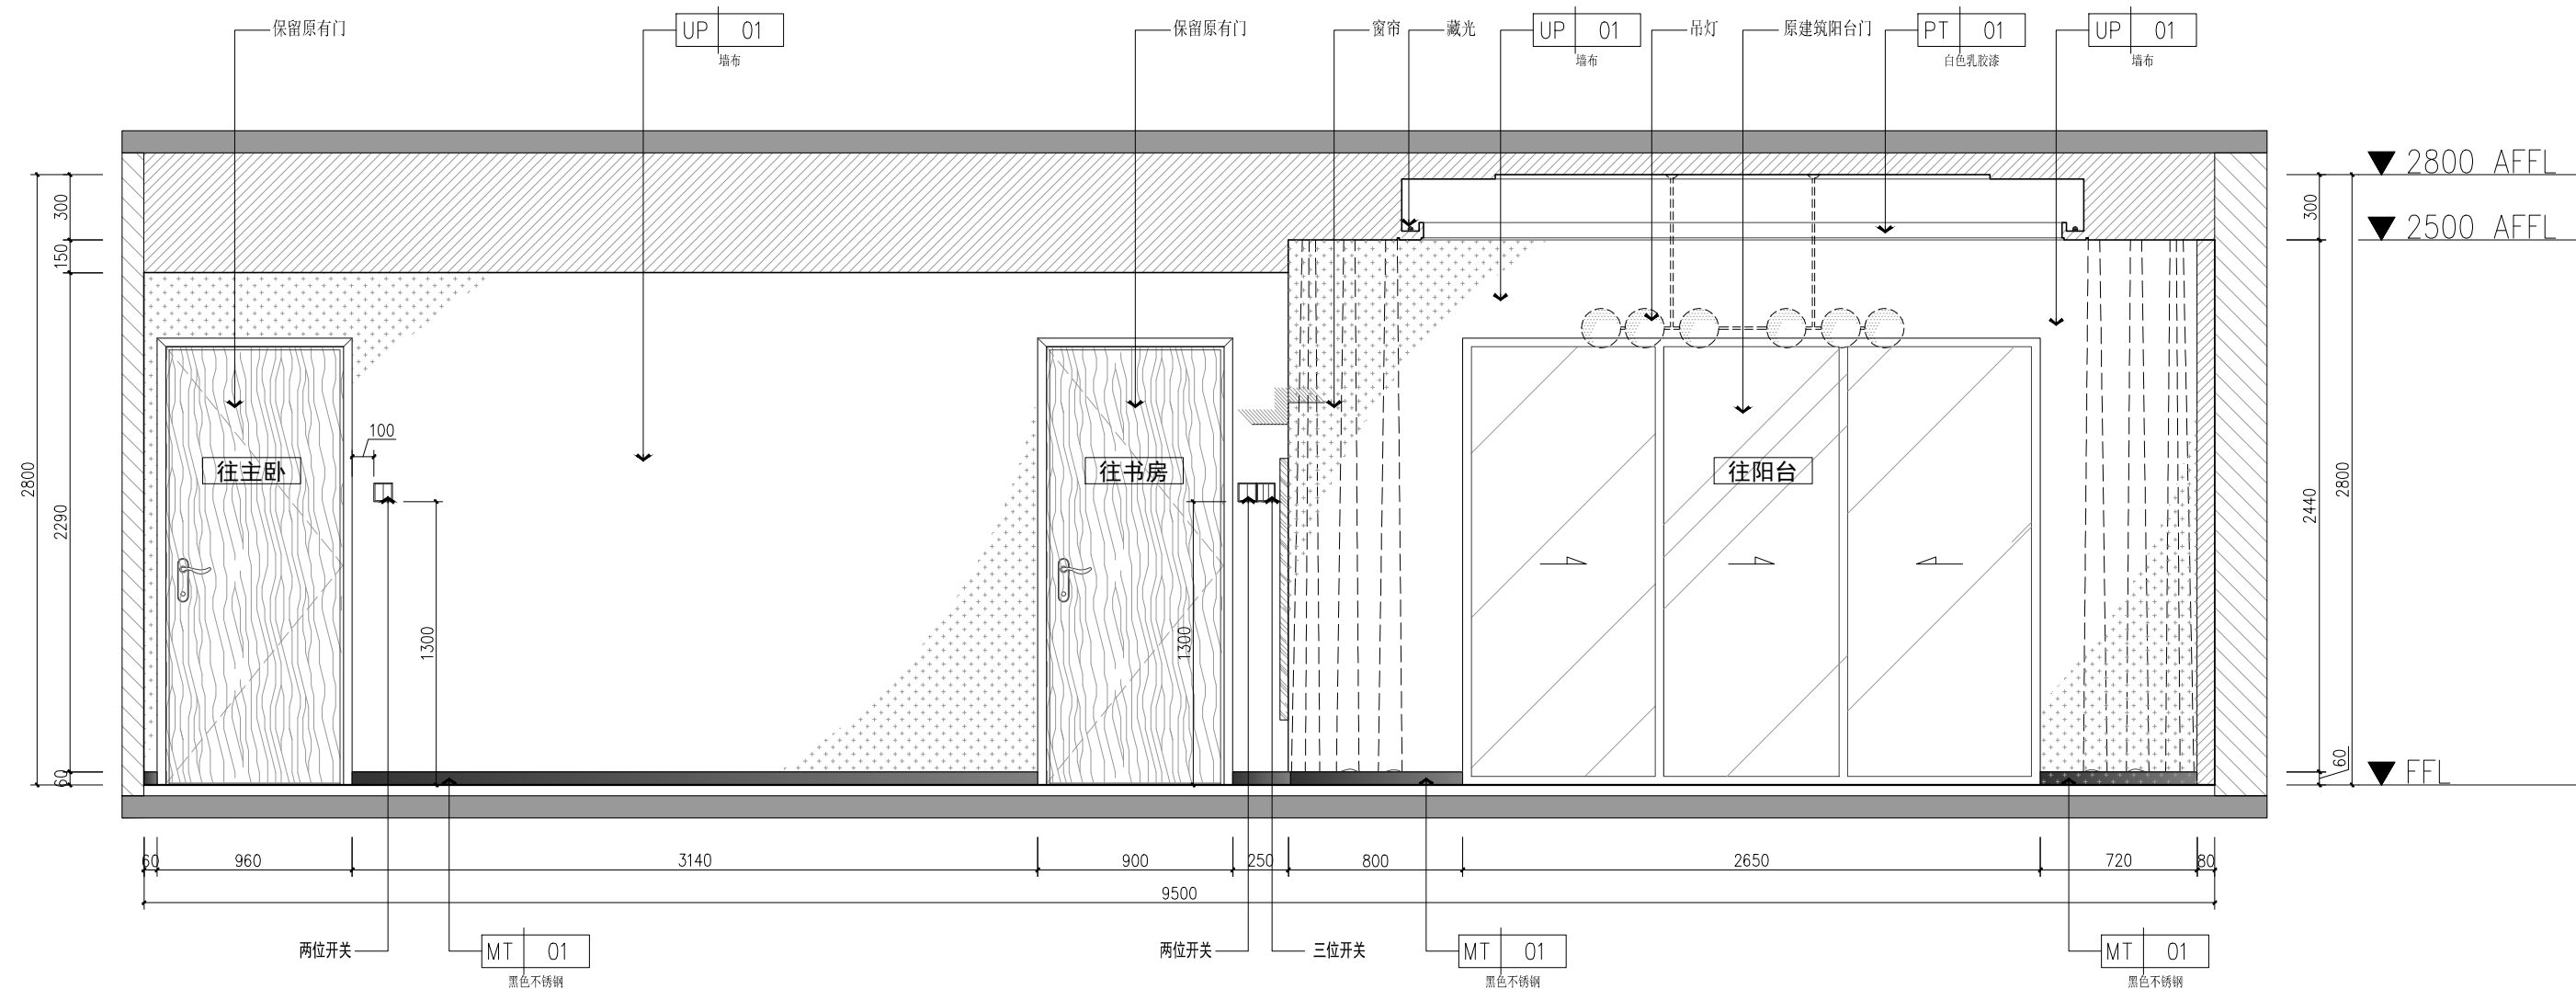 保留原有门
UP 01
墙布
保留原有门
窗帘
藏光
UP 01
墙布
吊灯
原建筑阳台门
PT 01
白色乳胶漆
UP 01
墙布
2800 AFFL
2500 AFFL
FFL
2800
300
150
2290
60
往主卧
100
1300
往书房
1300
往阳台
300
2440
60
2800
60
960
3140
900
250
800
2650
720
80
9500
两位开关
MT 01
黑色不锈钢
两位开关
三位开关
MT 01
黑色不锈钢
MT 01
黑色不锈钢